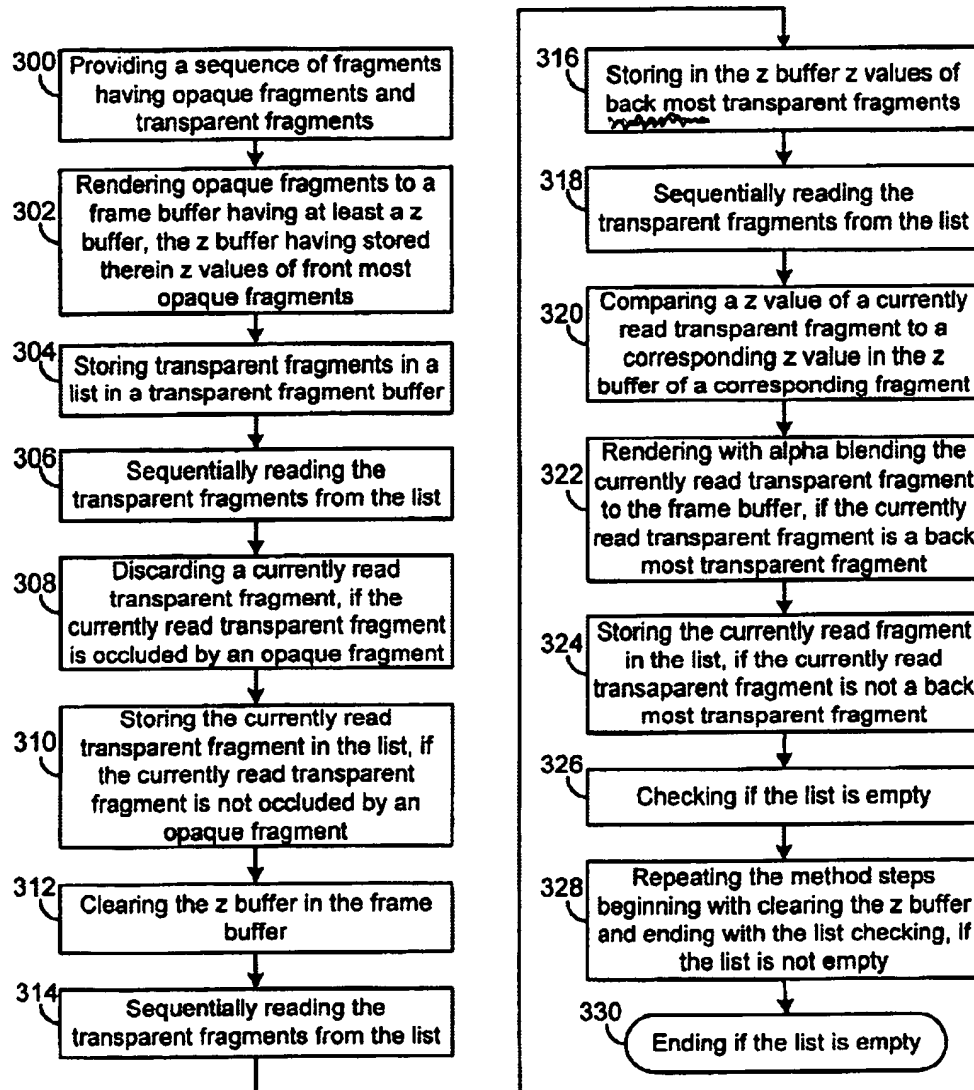 300
Providing a sequence of fragments
having opaque fragments and
transparent fragments
302
Rendering opaque fragments to a
frame buffer having at least a z
buffer, the z buffer having stored
therein z values of front most
opaque fragments
304
Storing transparent fragments in a
list in a transparent fragment buffer
306
Sequentially reading the
transparent fragments from the list
308
Discarding a currently read
transparent fragment, if the
currently read transparent fragment
is occluded by an opaque fragment
310
Storing the currently read
transparent fragment in the list, if
the currently read transparent
fragment is not occluded by an
opaque fragment
312
Clearing the z buffer in the frame
buffer
314
Sequentially reading the
transparent fragments from the list
316
Storing in the z buffer z values of
back most transparent fragments
318
Sequentially reading the
transparent fragments from the list
320
Comparing a z value of a currently
read transparent fragment to a
corresponding z value in the z
buffer of a corresponding fragment
322
Rendering with alpha blending the
currently read transparent fragment
to the frame buffer, if the currently
read transparent fragment is a back
most transparent fragment
324
Storing the currently read fragment
in the list, if the currently read
transaparent fragment is not a back
most transparent fragment
326
Checking if the list is empty
328
Repeating the method steps
beginning with clearing the z buffer
and ending with the list checking, if
the list is not empty
330
Ending if the list is empty